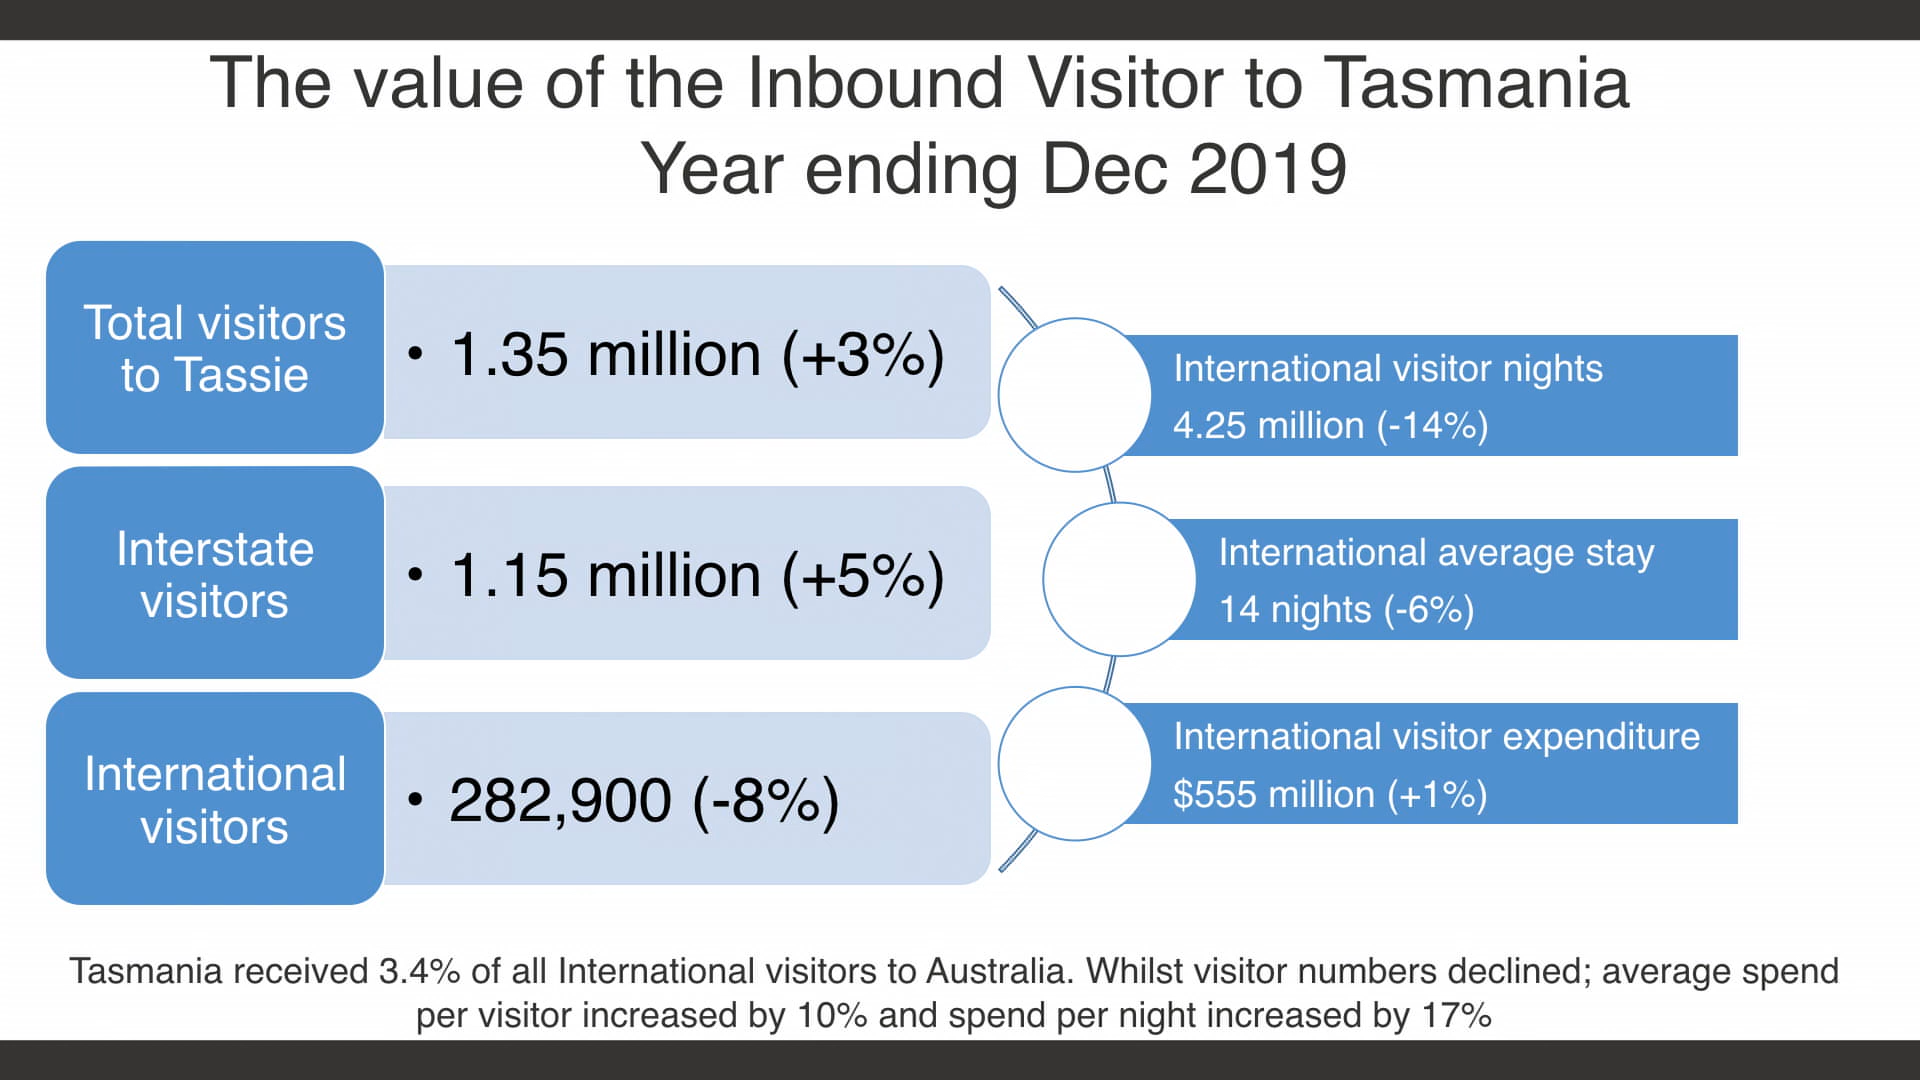 The value of the Inbound Visitor to Tasmania
Year ending Dec 2019
Total visitors
to Tassie
• 1.35 million (+3%)
Interstate
visitors
• 1.15 million (+5%)
International
visitors
• 282,900 (-8%)
International visitor nights
4.25 million (-14%)
International average stay
14 nights (-6%)
International visitor expenditure
$555 million (+1%)
Tasmania received 3.4% of all International visitors to Australia. Whilst visitor numbers declined; average spend
per visitor increased by 10% and spend per night increased by 17%